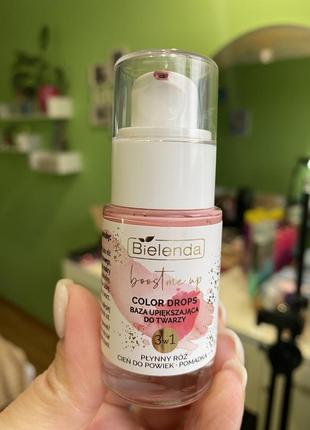 Bielenda
boost me up
COLOR DROPS
BAZA UPIĘKSZAJĄCA
DO TWARZY
3w1
PŁYNNY RÓŻ
CIEŃ DO POWIEK · POMADKA